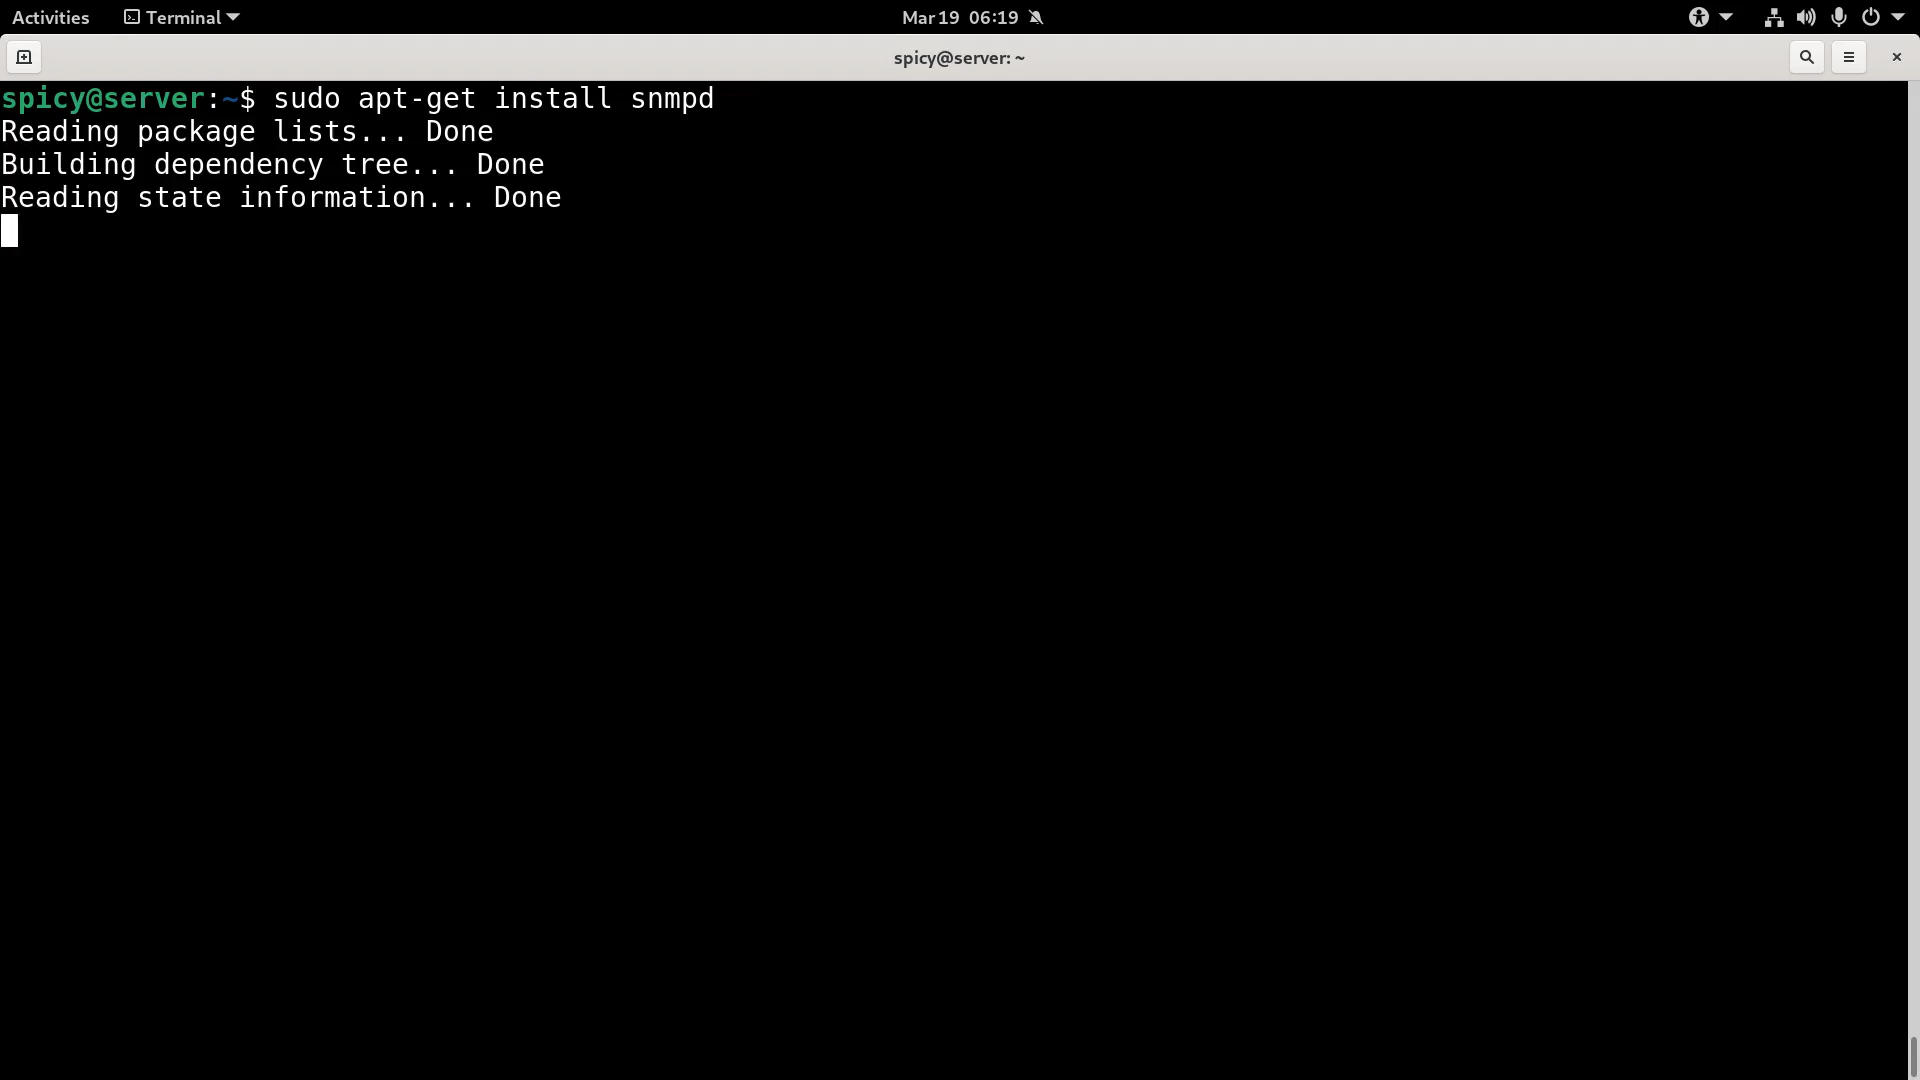 Activities Terminal Mar 19 06:19
spicy@server: ~
spicy@server:~$ sudo apt-get install snmpd
Reading package lists... Done
Building dependency tree... Done
Reading state information... Done